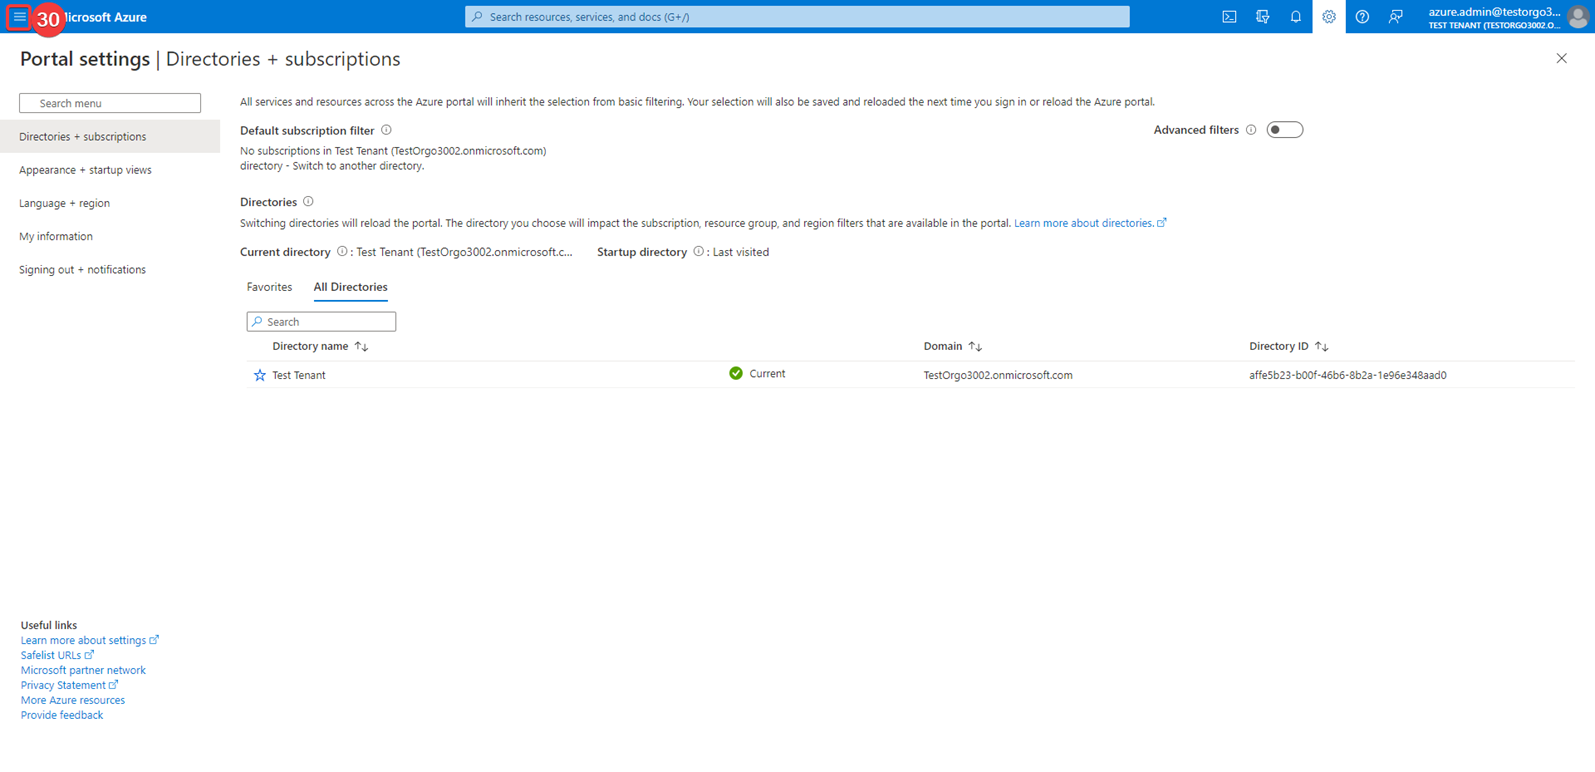 30
Microsoft Azure
Search resources, services, and docs (G+/)
azure.admin@testorgo3...
TEST TENANT (TESTORGO3002.O...
Portal settings | Directories + subscriptions
Search menu
Directories + subscriptions
Appearance + startup views
Language + region
My information
Signing out + notifications
All services and resources across the Azure portal will inherit the selection from basic filtering. Your selection will also be saved and reloaded the next time you sign in or reload the Azure portal.
Default subscription filter
Advanced filters
No subscriptions in Test Tenant (TestOrgo3002.onmicrosoft.com)
directory - Switch to another directory.
Directories
Switching directories will reload the portal. The directory you choose will impact the subscription, resource group, and region filters that are available in the portal. Learn more about directories.
Current directory : Test Tenant (TestOrgo3002.onmicrosoft.c... Startup directory : Last visited
Favorites All Directories
Search
Directory name Domain Directory ID
Test Tenant Current TestOrgo3002.onmicrosoft.com affe5b23-b00f-46b6-8b2a-1e96e348aad0
Useful links
Learn more about settings
Safelist URLs
Microsoft partner network
Privacy Statement
More Azure resources
Provide feedback